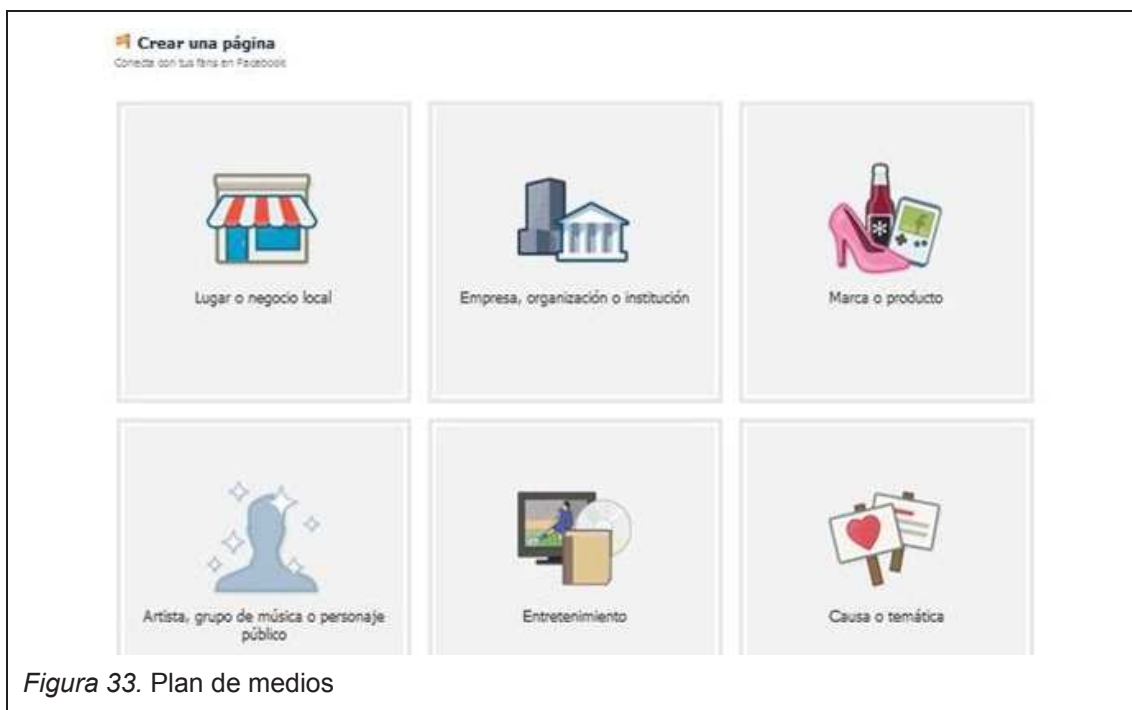 Crear una página
Conecta con tus fans en Facebook
Lugar o negocio local
Empresa, organización o institución
Marca o producto
Artista, grupo de música o personaje
público
Entretenimiento
Causa o temática
Figura 33. Plan de medios